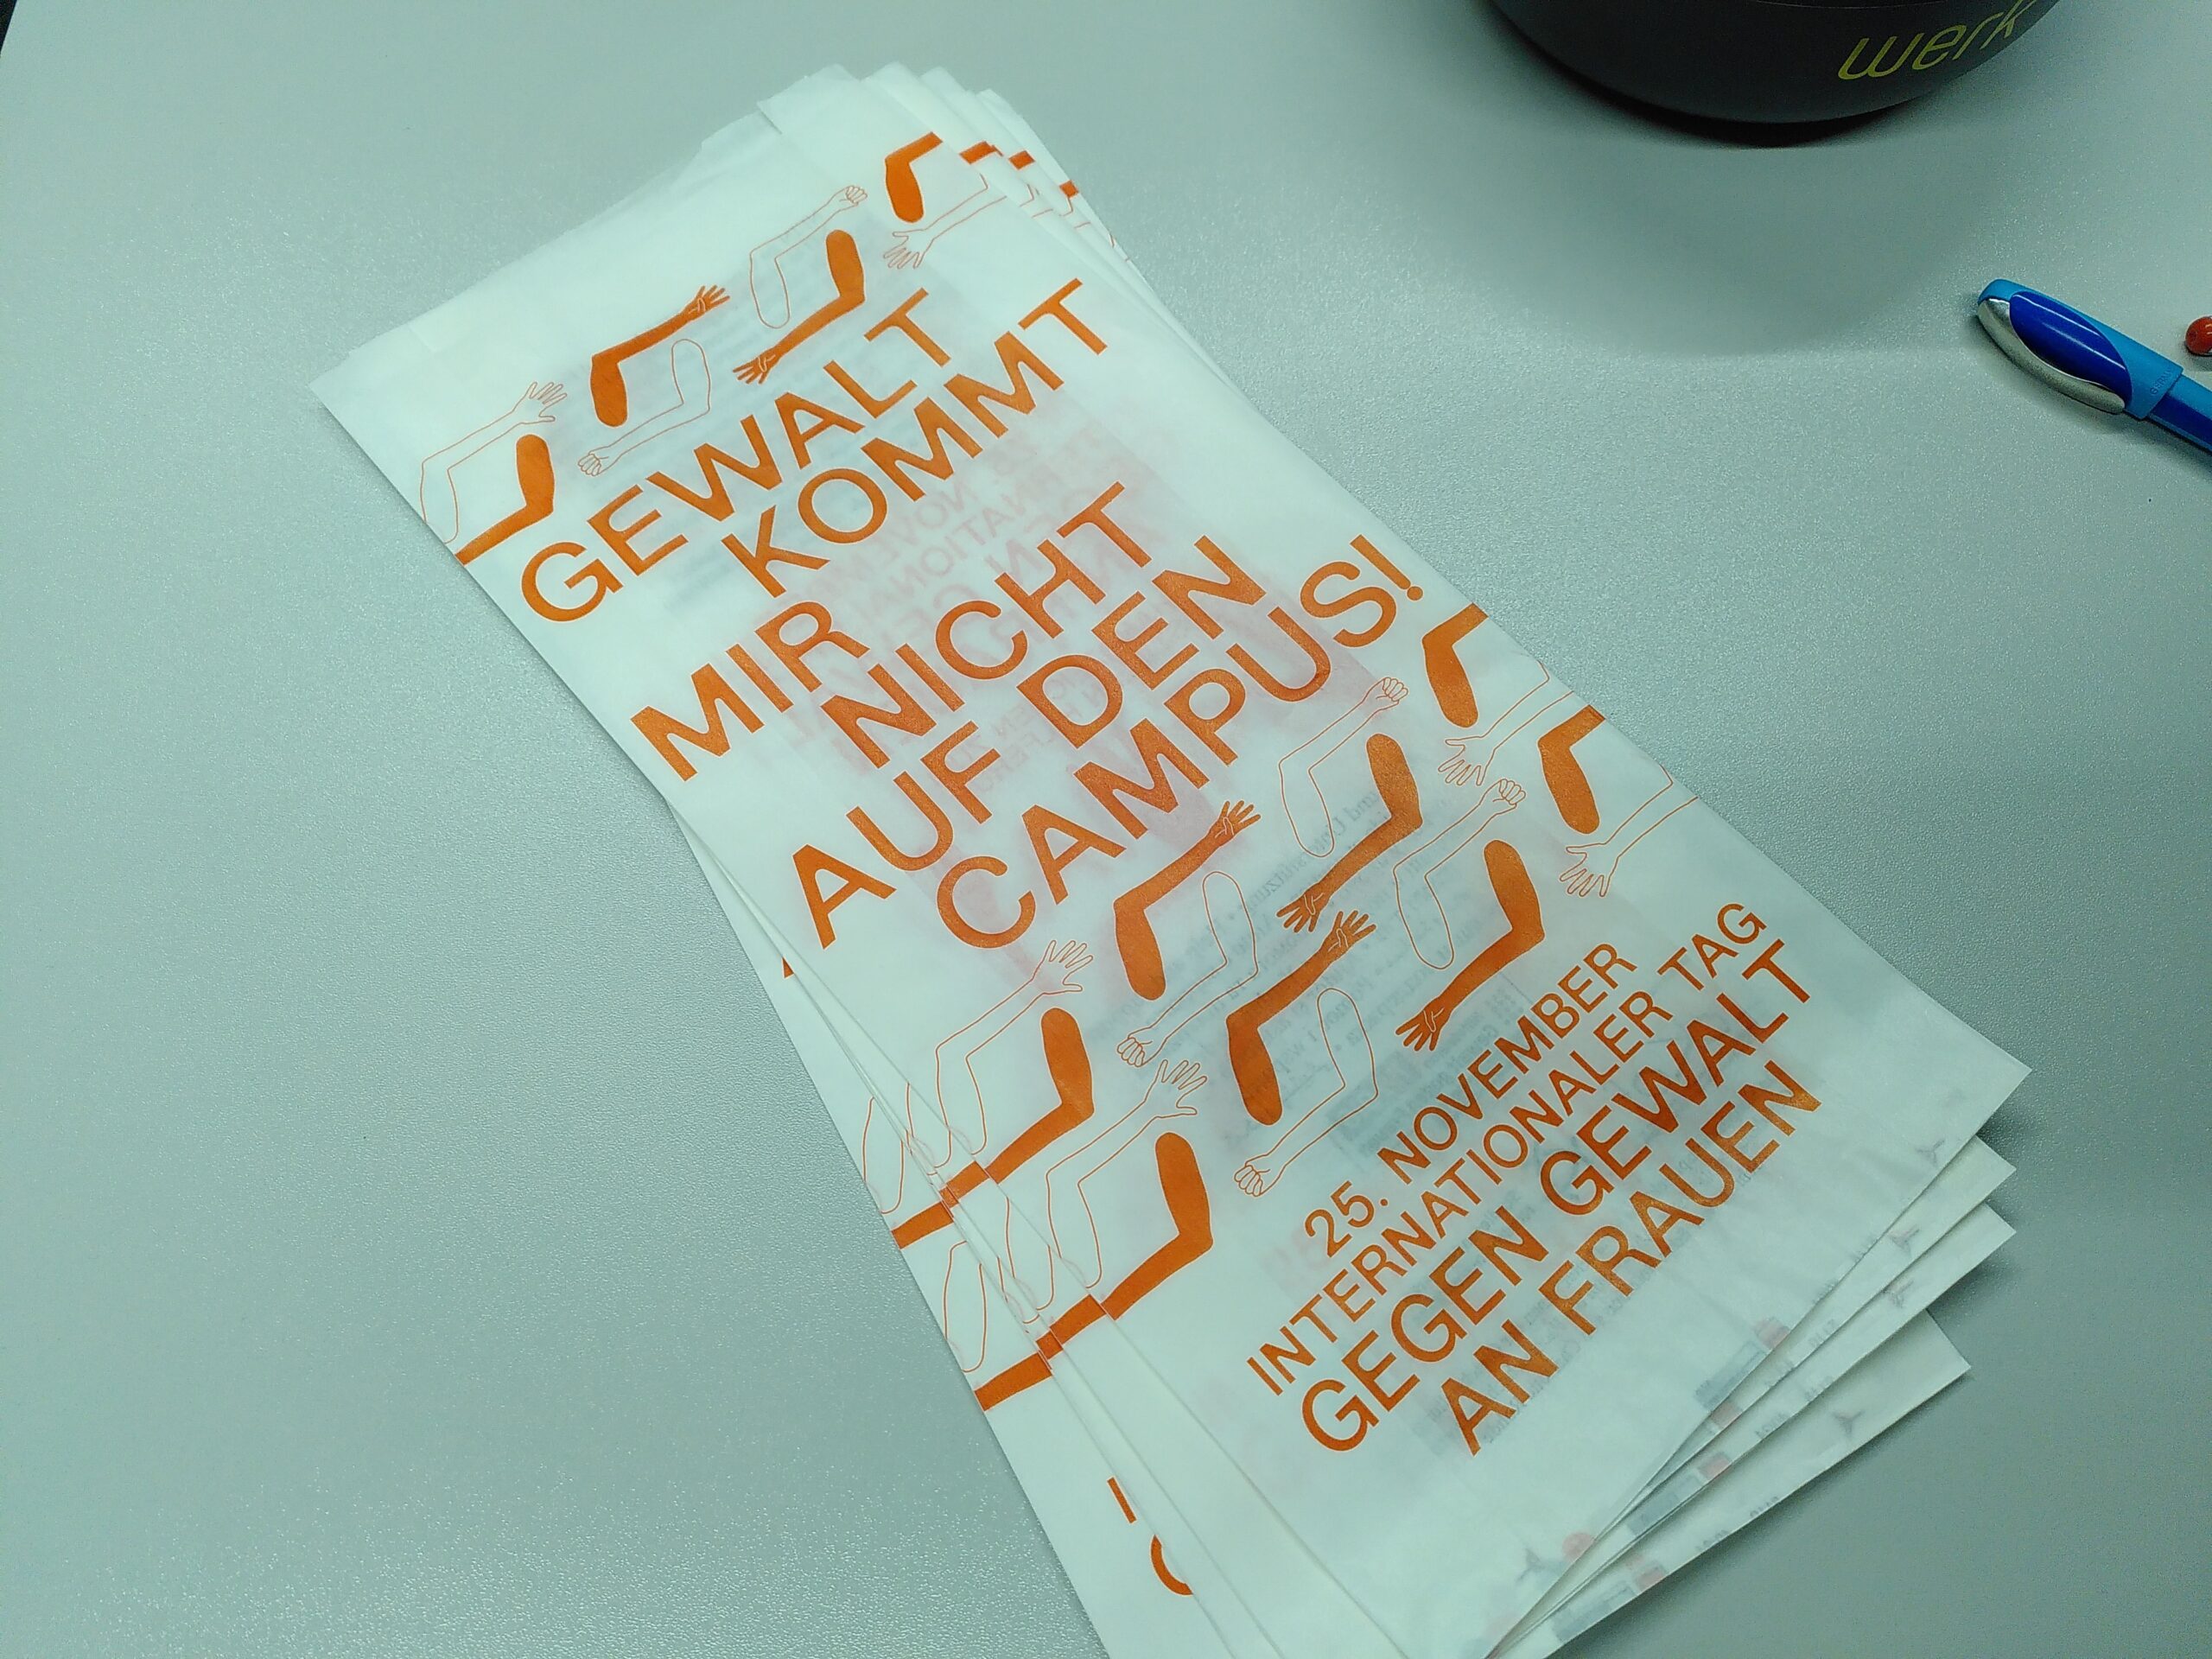 werk
GEWALT
KOMMT
MIR
NICHT
AUF DEN
CAMPUS!
25. NOVEMBER
INTERNATIONALER TAG
GEGEN GEWALT
AN FRAUEN